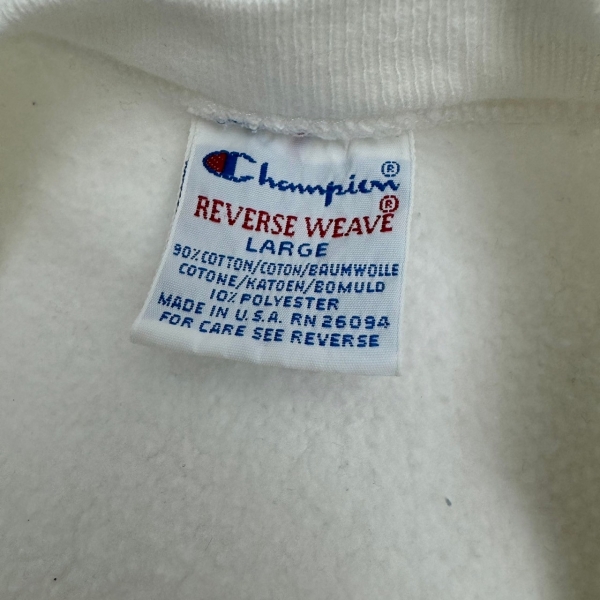 Champion®
REVERSE WEAVE®
LARGE
90% COTTON/COTON/BAUMWOLLE
COTONE/KATOEN/BOMULD
10% POLYESTER
MADE IN U.S.A. RN 26094
FOR CARE SEE REVERSE